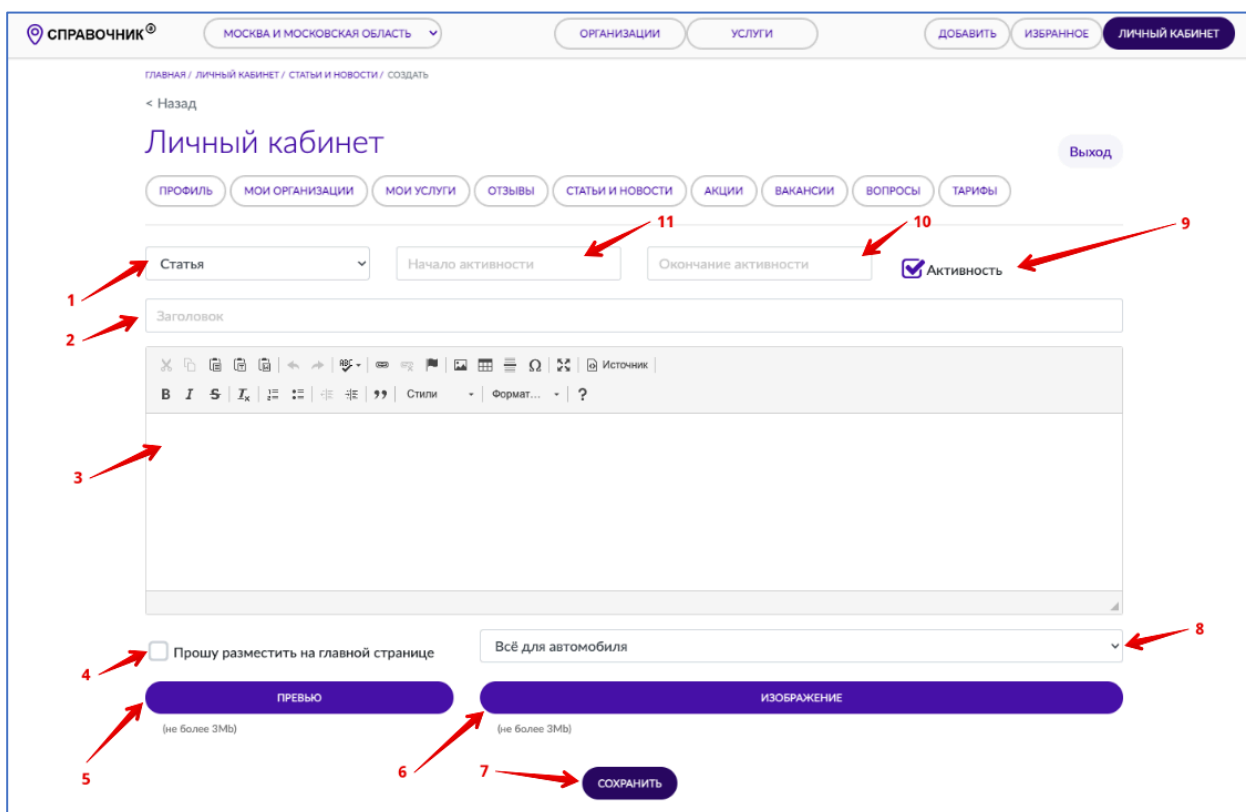 СПРАВОЧНИК® МОСКВА И МОСКОВСКАЯ ОБЛАСТЬ ОРГАНИЗАЦИИ УСЛУГИ ДОБАВИТЬ ИЗБРАННОЕ ЛИЧНЫЙ КАБИНЕТ
ГЛАВНАЯ / ЛИЧНЫЙ КАБИНЕТ / СТАТЬИ И НОВОСТИ / СОЗДАТЬ
< Назад
Личный кабинет
Выход
ПРОФИЛЬ МОИ ОРГАНИЗАЦИИ МОИ УСЛУГИ ОТЗЫВЫ СТАТЬИ И НОВОСТИ АКЦИИ ВАКАНСИИ ВОПРОСЫ ТАРИФЫ
11 10 9
Статья Начало активности Окончание активности Активность
1
Заголовок
2
ABC Ω Источник
B I S Tx Стили Формат... ?
3
8
Прошу разместить на главной странице Всё для автомобиля
4
ПРЕВЬЮ ИЗОБРАЖЕНИЕ
(не более 3Mb) (не более 3Mb)
5 6 7
СОХРАНИТЬ